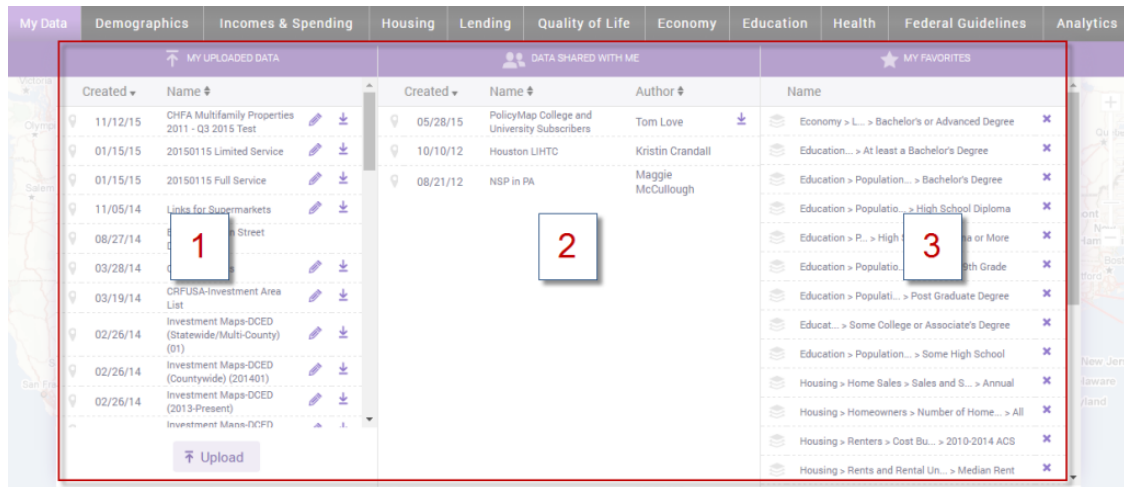 My Data Demographics Incomes & Spending Housing Lending Quality of Life Economy Education Health Federal Guidelines Analytics
MY UPLOADED DATA
Created Name
11/12/15 CHFA Multifamily Properties
2011 - Q3 2015 Test
01/15/15 20150115 Limited Service
01/15/15 20150115 Full Service
11/05/14 Links for Supermarkets
08/27/14 Street
03/28/14
03/19/14 CRFUSA-Investment Area
List
02/26/14 Investment Maps-DCED
(Statewide/Multi-County)
(01)
02/26/14 Investment Maps-DCED
(Countywide) (201401)
02/26/14 Investment Maps-DCED
(2013-Present)
Investment Maps-DCED
Upload
1
DATA SHARED WITH ME
Created Name Author
05/28/15 PolicyMap College and
University Subscribers Tom Love
10/10/12 Houston LIHTC Kristin Crandall
08/21/12 NSP in PA Maggie
McCullough
2
MY FAVORITES
Name
Economy > L... > Bachelor's or Advanced Degree
Education... > At least a Bachelor's Degree
Education > Population... > Bachelor's Degree
Education > Populatio... > High School Diploma
Education > P... > High or More
Education > Populatio... 9th Grade
Education > Populati... > Post Graduate Degree
Educat... > Some College or Associate's Degree
Education > Population... > Some High School
Housing > Home Sales > Sales and S... > Annual
Housing > Homeowners > Number of Home... > All
Housing > Renters > Cost Bu... > 2010-2014 ACS
Housing > Rents and Rental Un... > Median Rent
3
Victoria
Salem
New Jer